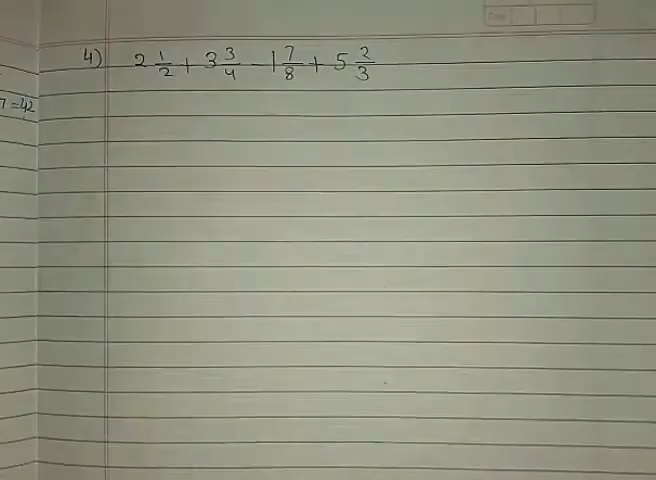 4) 2 1/2 + 3 3/4 - 1 7/8 + 5 2/3
7 = 42